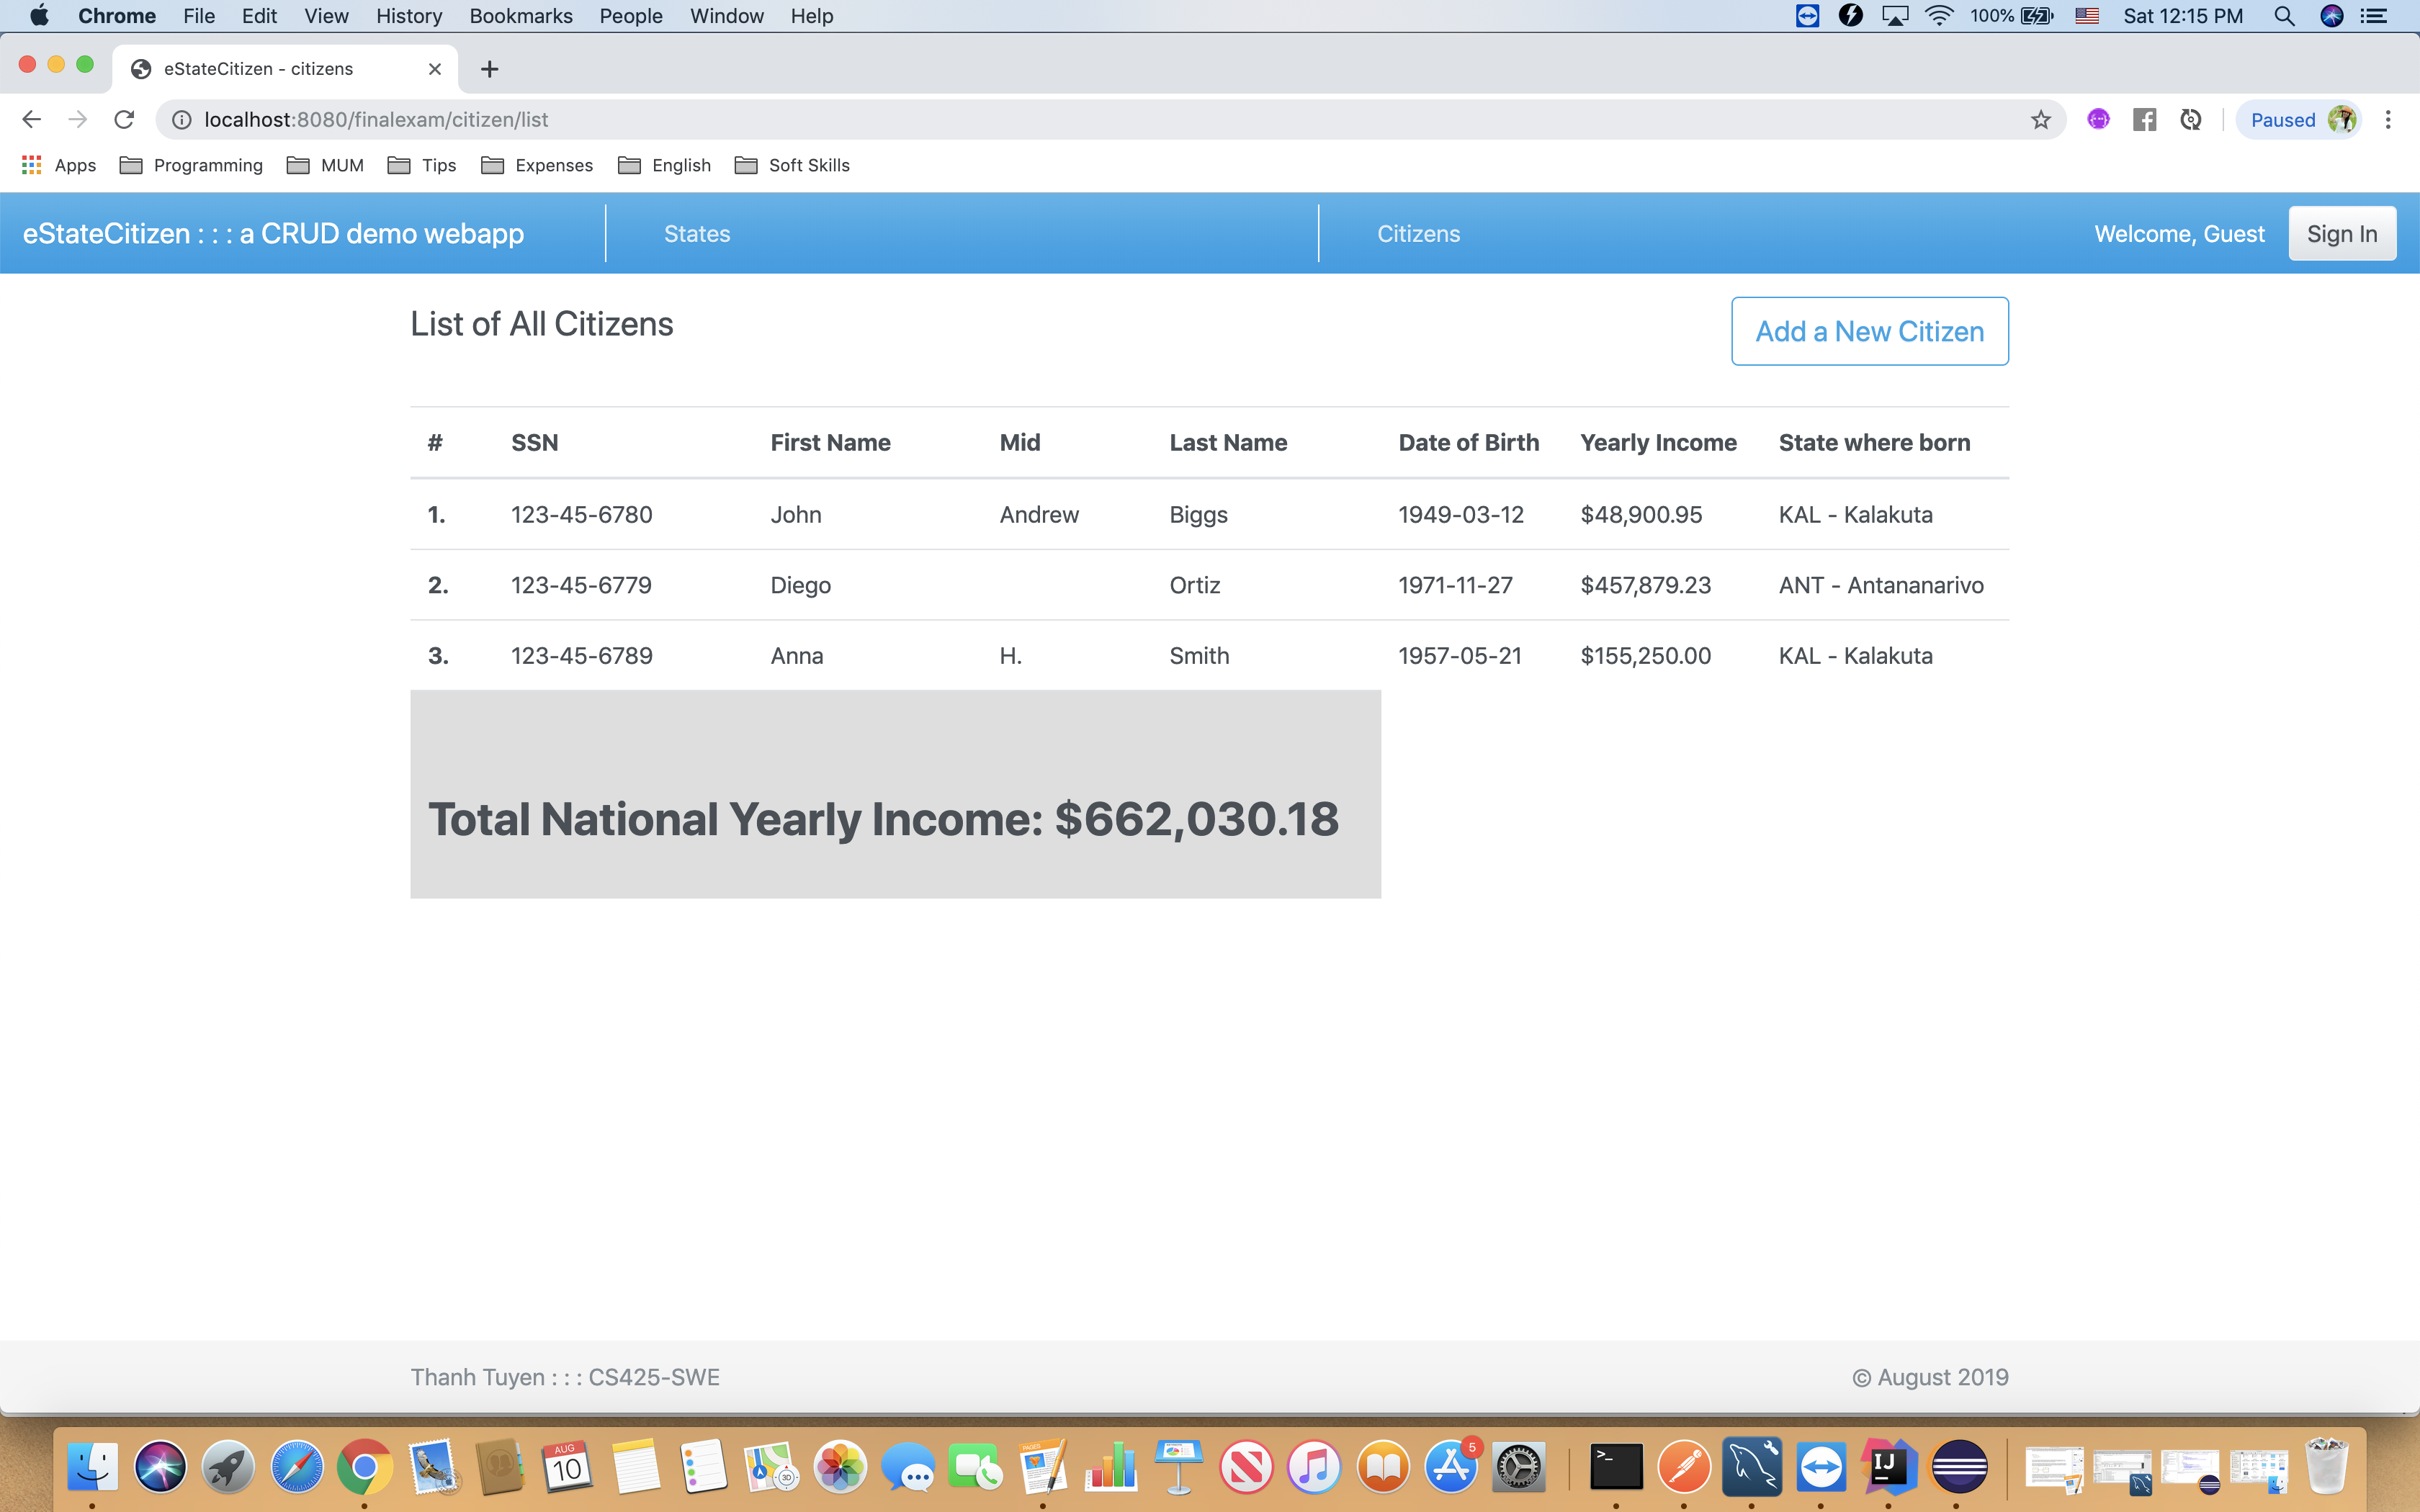 Chrome File Edit View History Bookmarks People Window Help 100% Sat 12:15 PM
eStateCitizen - citizens
localhost:8080/finalexam/citizen/list Paused
Apps Programming MUM Tips Expenses English Soft Skills
eStateCitizen : : : a CRUD demo webapp States Citizens Welcome, Guest Sign In
List of All Citizens Add a New Citizen
# SSN First Name Mid Last Name Date of Birth Yearly Income State where born
1. 123-45-6780 John Andrew Biggs 1949-03-12 $48,900.95 KAL - Kalakuta
2. 123-45-6779 Diego Ortiz 1971-11-27 $457,879.23 ANT - Antananarivo
3. 123-45-6789 Anna H. Smith 1957-05-21 $155,250.00 KAL - Kalakuta
Total National Yearly Income: $662,030.18
Thanh Tuyen : : : CS425-SWE © August 2019
AUG
10
3D
PAGES
5
>_
IJ